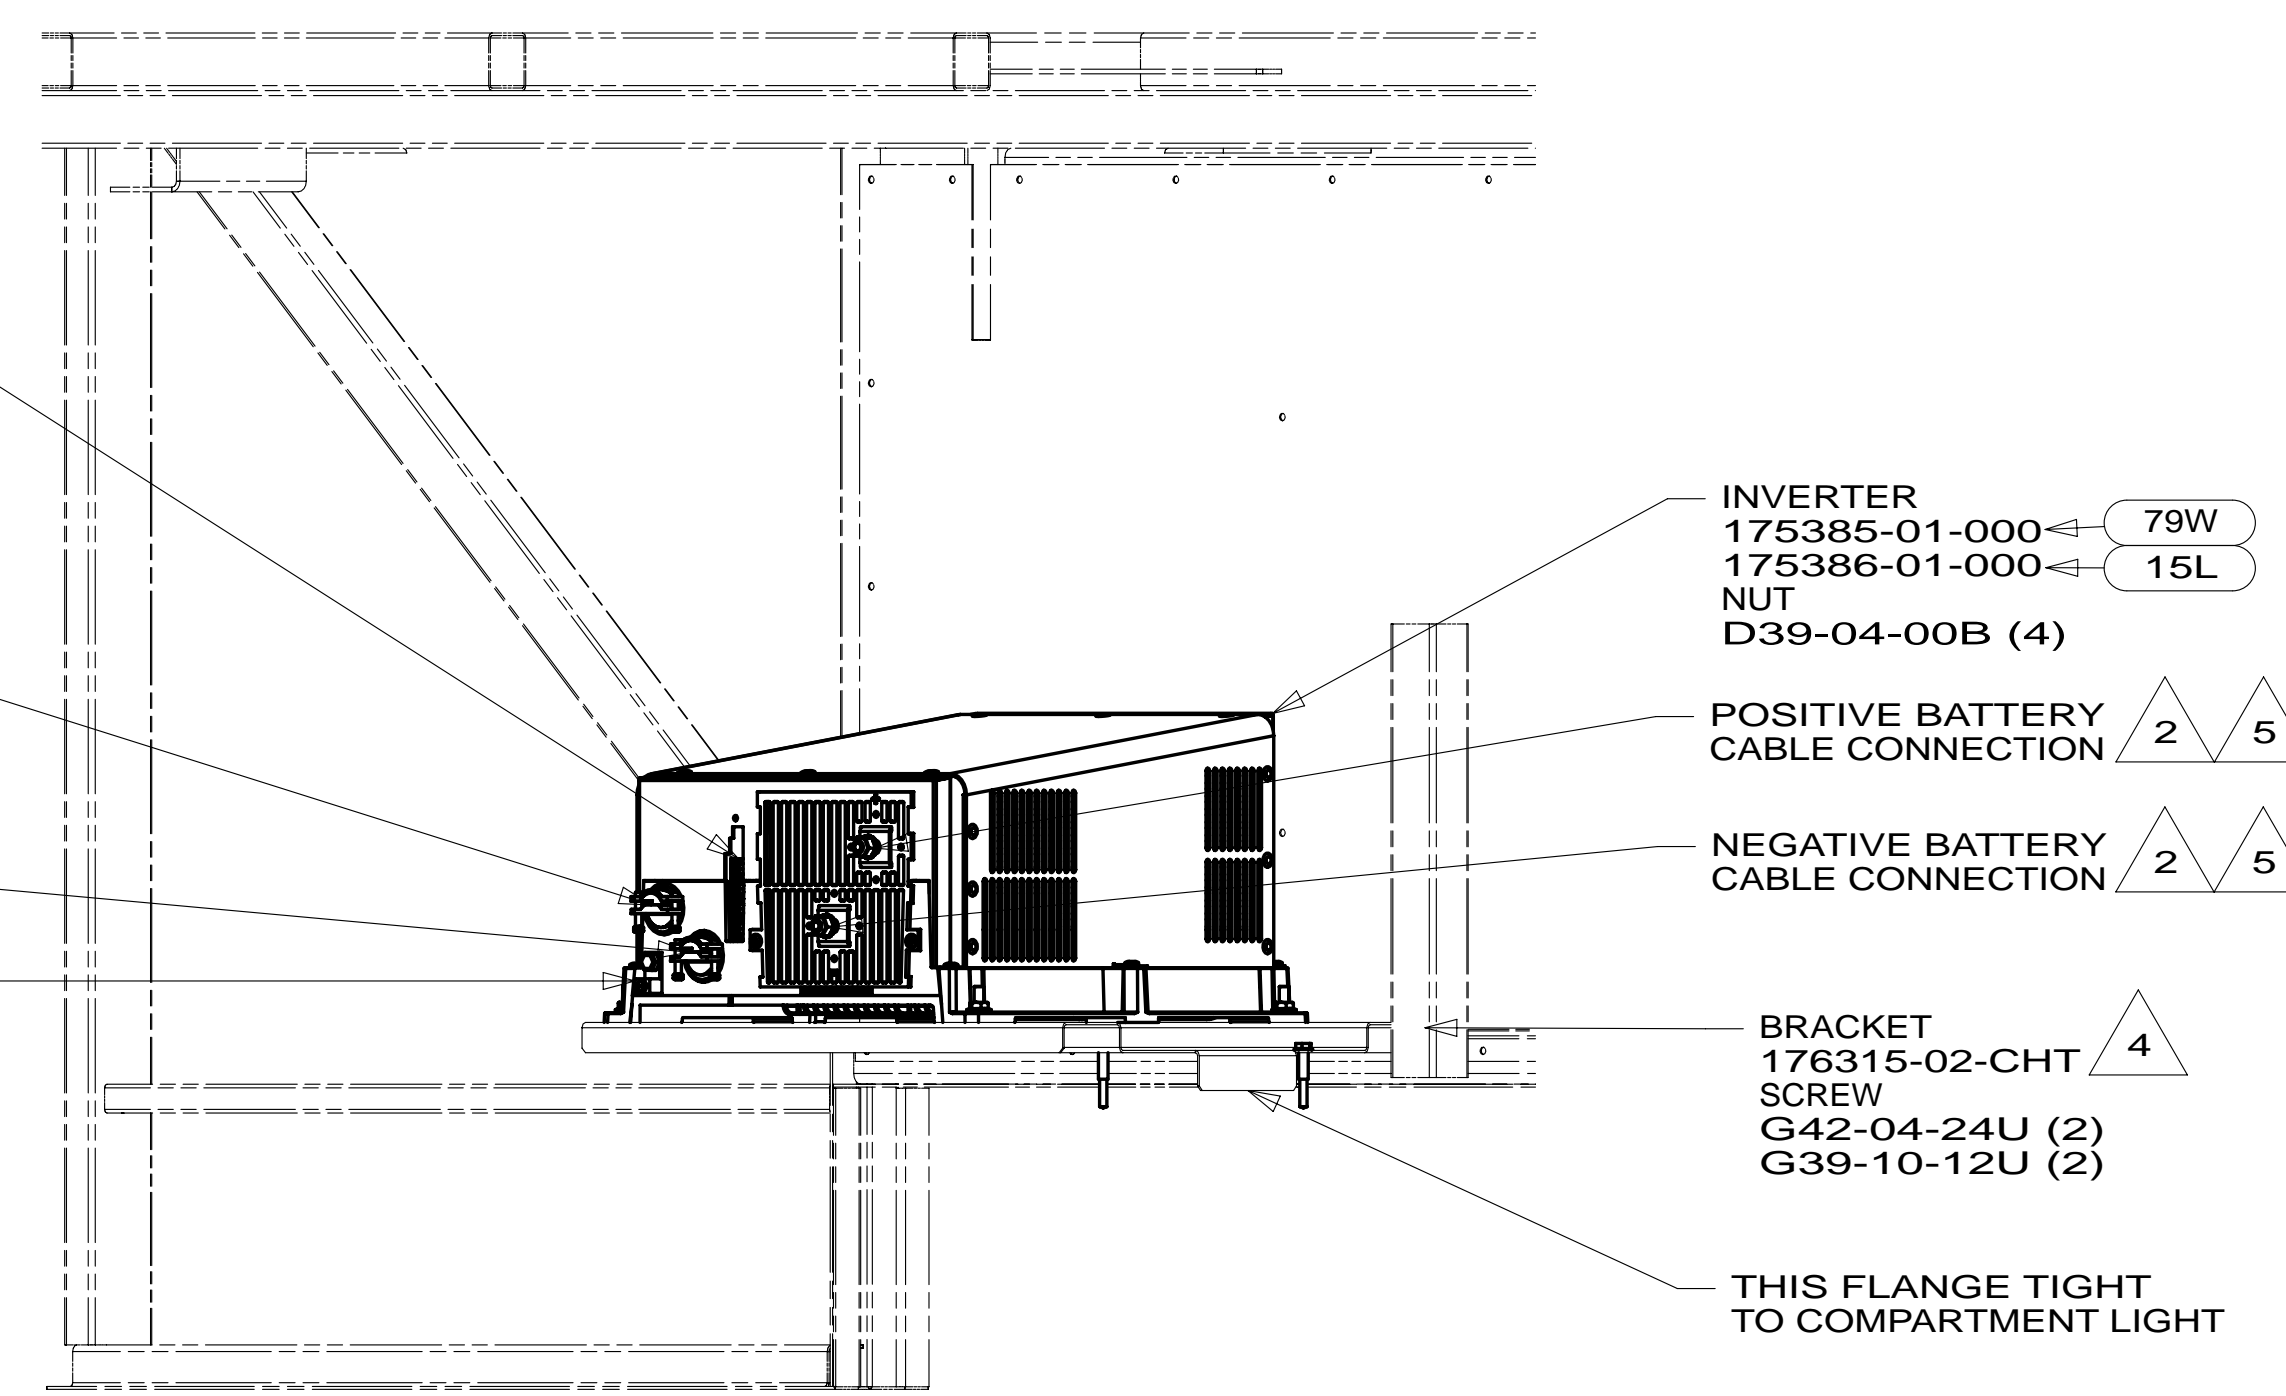 INVERTER
175385-01-000 79W
175386-01-000 15L
NUT
D39-04-00B (4)
POSITIVE BATTERY
CABLE CONNECTION 2 5
NEGATIVE BATTERY
CABLE CONNECTION 2 5
BRACKET
176315-02-CHT 4
SCREW
G42-04-24U (2)
G39-10-12U (2)
THIS FLANGE TIGHT
TO COMPARTMENT LIGHT